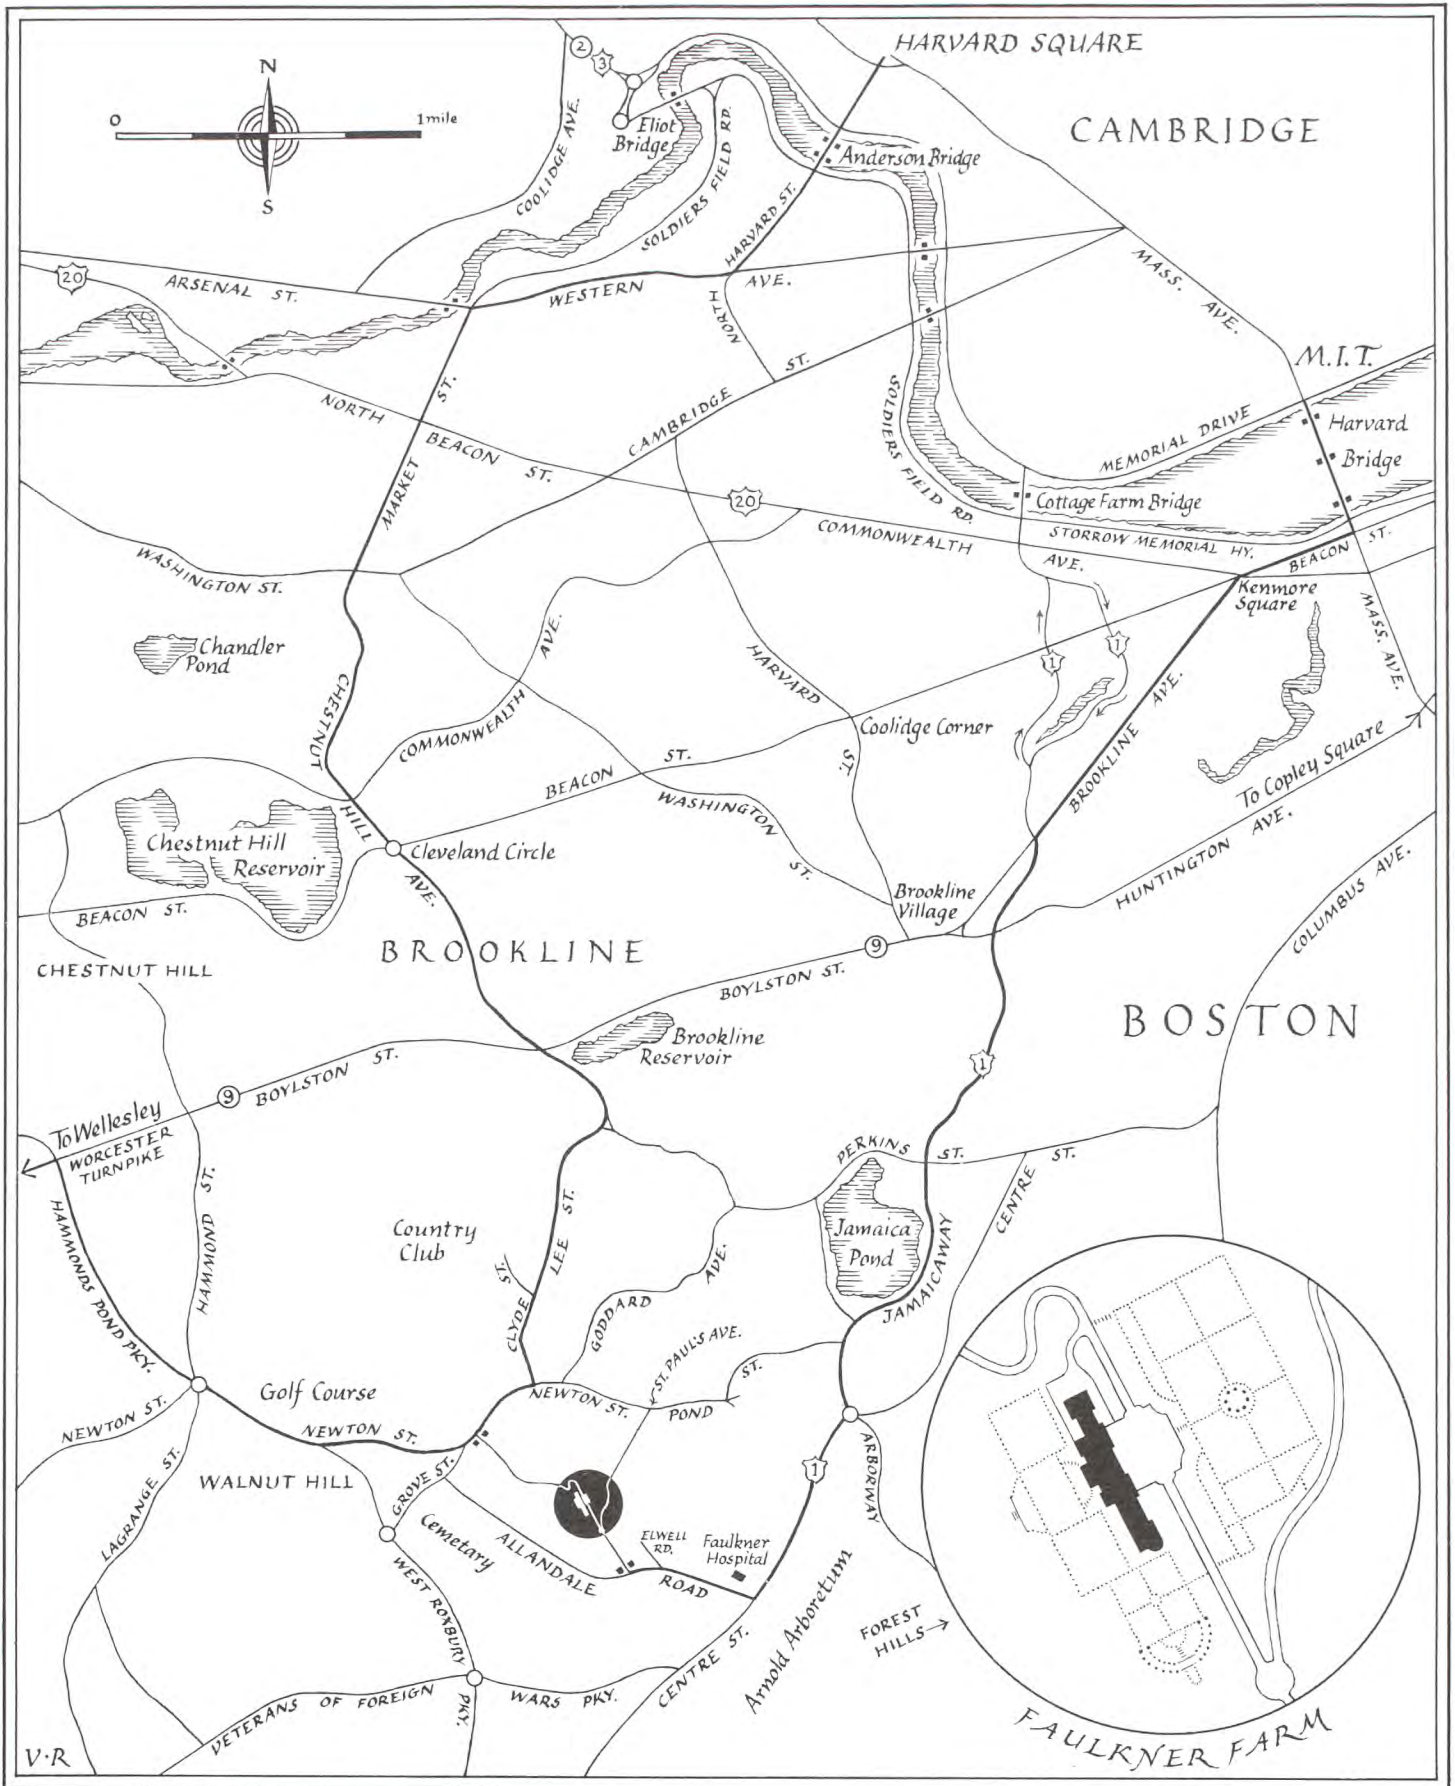 HARVARD SQUARE
2
3
N
S
0
1 mile
CAMBRIDGE
COOLIDGE AVE.
Eliot
Bridge
SOLDIERS FIELD RD.
Anderson Bridge
HARVARD ST.
20
ARSENAL ST.
WESTERN AVE.
NORTH
ST.
MASS. AVE.
M.I.T.
NORTH BEACON ST.
MARKET ST.
CAMBRIDGE
SOLDIERS FIELD RD.
MEMORIAL DRIVE
Harvard
Bridge
20
Cottage Farm Bridge
COMMONWEALTH AVE.
STORROW MEMORIAL HY.
BEACON ST.
Kenmore
Square
MASS. AVE.
WASHINGTON ST.
Chandler
Pond
CHESTNUT HILL AVE.
COMMONWEALTH AVE.
HARVARD ST.
1
1
BROOKLINE AVE.
Coolidge Corner
BEACON ST.
WASHINGTON ST.
To Copley Square
HUNTINGTON AVE.
COLUMBUS AVE.
Chestnut Hill
Reservoir
Cleveland Circle
BEACON ST.
Brookline
Village
BROOKLINE
9
BOYLSTON ST.
CHESTNUT HILL
BOSTON
Brookline
Reservoir
1
9
BOYLSTON ST.
To Wellesley
WORCESTER
TURNPIKE
HAMMOND ST.
HAMMONDS POND PKY.
PERKINS ST.
ST.
CENTRE
Jamaica
Pond
JAMAICAWAY
Country
Club
LEE ST.
CLYDE ST.
GODDARD AVE.
ST. PAUL'S AVE.
NEWTON ST.
POND ST.
Golf Course
NEWTON ST.
NEWTON ST.
WALNUT HILL
LAGRANGE ST.
GROVE ST.
Cemetary
ALLANDALE ROAD
ELWELL
RD.
Faulkner
Hospital
1
ARBORWAY
WEST ROXBURY PKY.
Arnold Arboretum
FOREST
HILLS
VETERANS OF FOREIGN WARS PKY.
CENTRE ST.
FAULKNER FARM
V·R